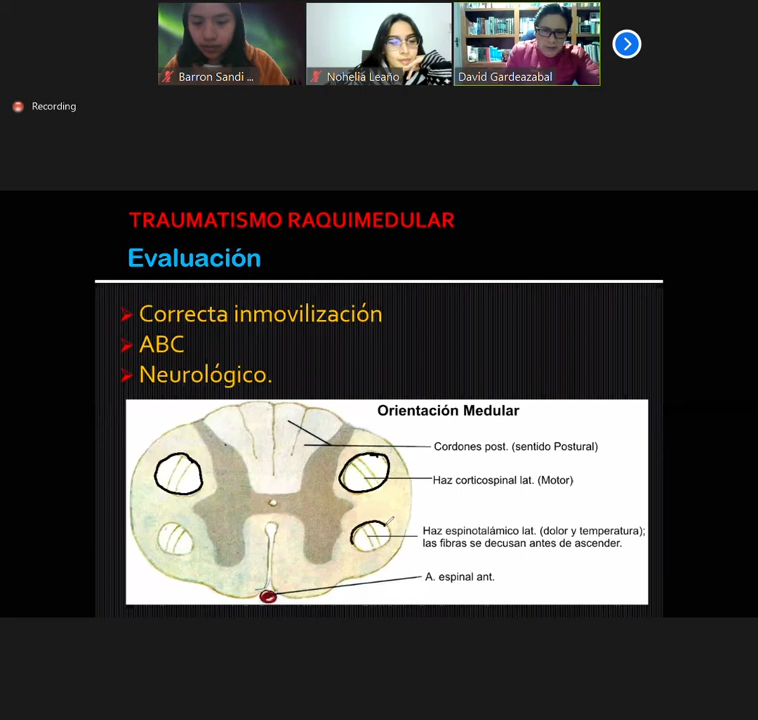 Barron Sandi ...
Nohelia Leaño
David Gardeazabal
Recording
TRAUMATISMO RAQUIMEDULAR
Evaluación
Correcta inmovilización
ABC
Neurológico.
Orientación Medular
Cordones post. (sentido Postural)
Haz corticospinal lat. (Motor)
Haz espinotalámico lat. (dolor y temperatura);
las fibras se decusan antes de ascender.
A. espinal ant.